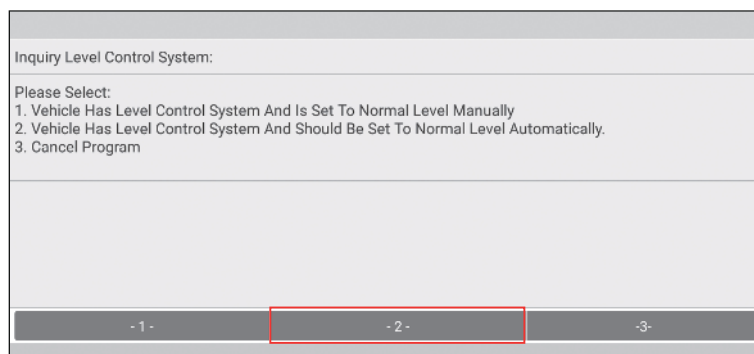 Inquiry Level Control System:
Please Select:
1. Vehicle Has Level Control System And Is Set To Normal Level Manually
2. Vehicle Has Level Control System And Should Be Set To Normal Level Automatically.
3. Cancel Program
- 1 -
- 2 -
-3-